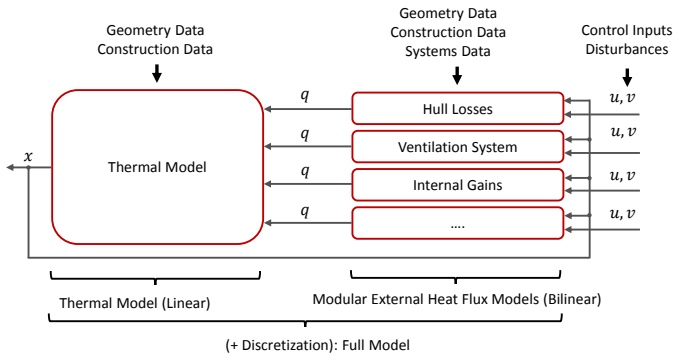 Geometry Data
Construction Data
Geometry Data
Construction Data
Systems Data
Control Inputs
Disturbances
q
Hull Losses
u, v
q
Ventilation System
u, v
x
Thermal Model
q
Internal Gains
u, v
q
....
u, v
Thermal Model (Linear)
Modular External Heat Flux Models (Bilinear)
(+ Discretization): Full Model